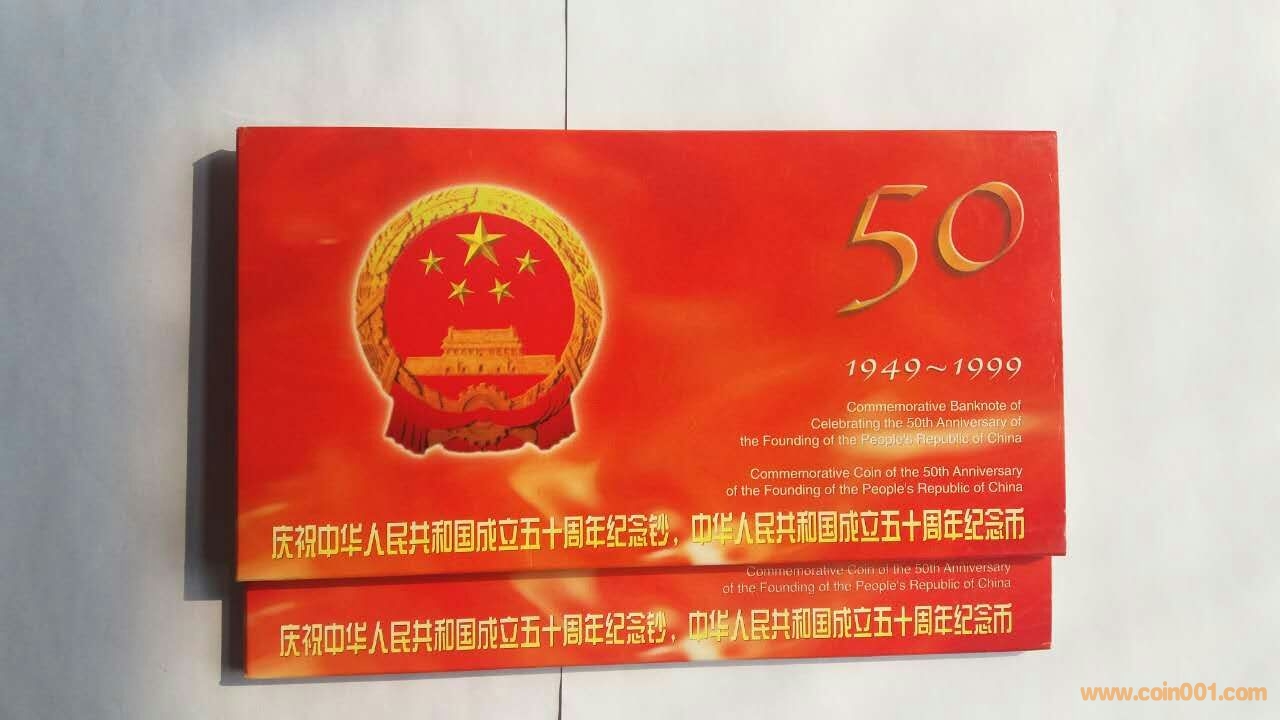 50
1949~1999
Commemorative Banknote of
Celebrating the 50th Anniversary of
the Founding of the People's Republic of China
Commemorative Coin of the 50th Anniversary
of the Founding of the People's Republic of China
庆祝中华人民共和国成立五十周年纪念钞，中华人民共和国成立五十周年纪念币
Commemorative Coin of the 50th Anniversary
of the Founding of the People's Republic of China
庆祝中华人民共和国成立五十周年纪念钞，中华人民共和国成立五十周年纪念币
www.coin001.com